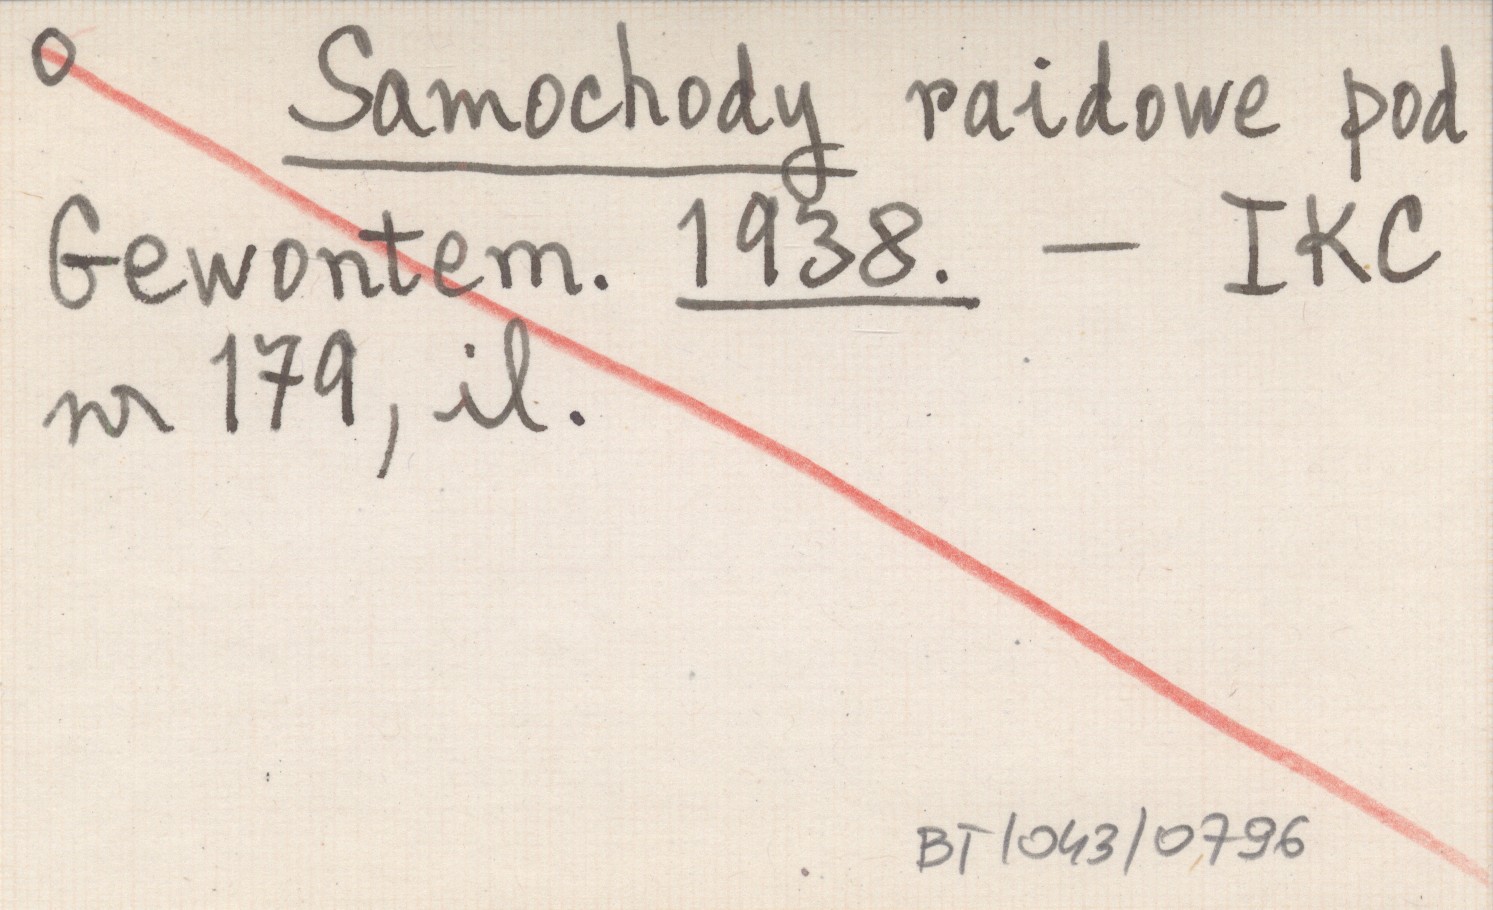 o Samochody raidowe pod
Gewontem. 1938. — IKC
nr 179, il.
BT/043/0796